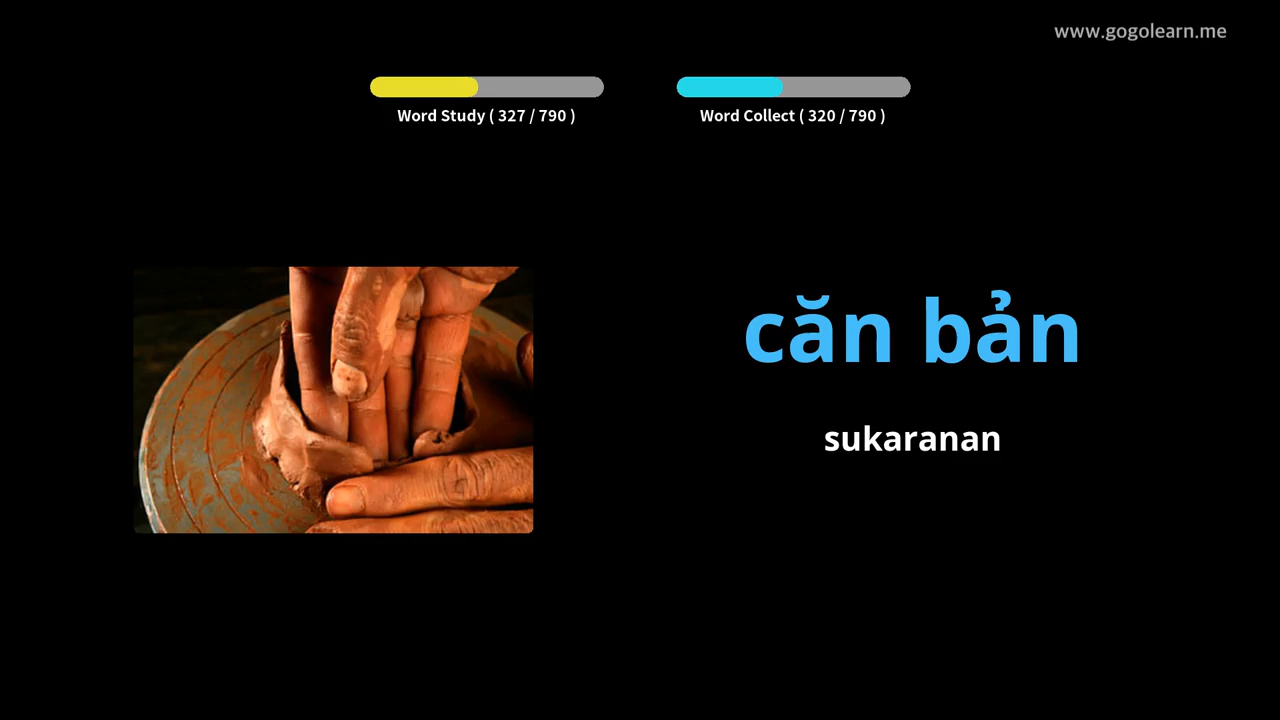 www.gogolearn.me
Word Study ( 327 / 790 )
Word Collect ( 320 / 790 )
căn bản
sukaranan